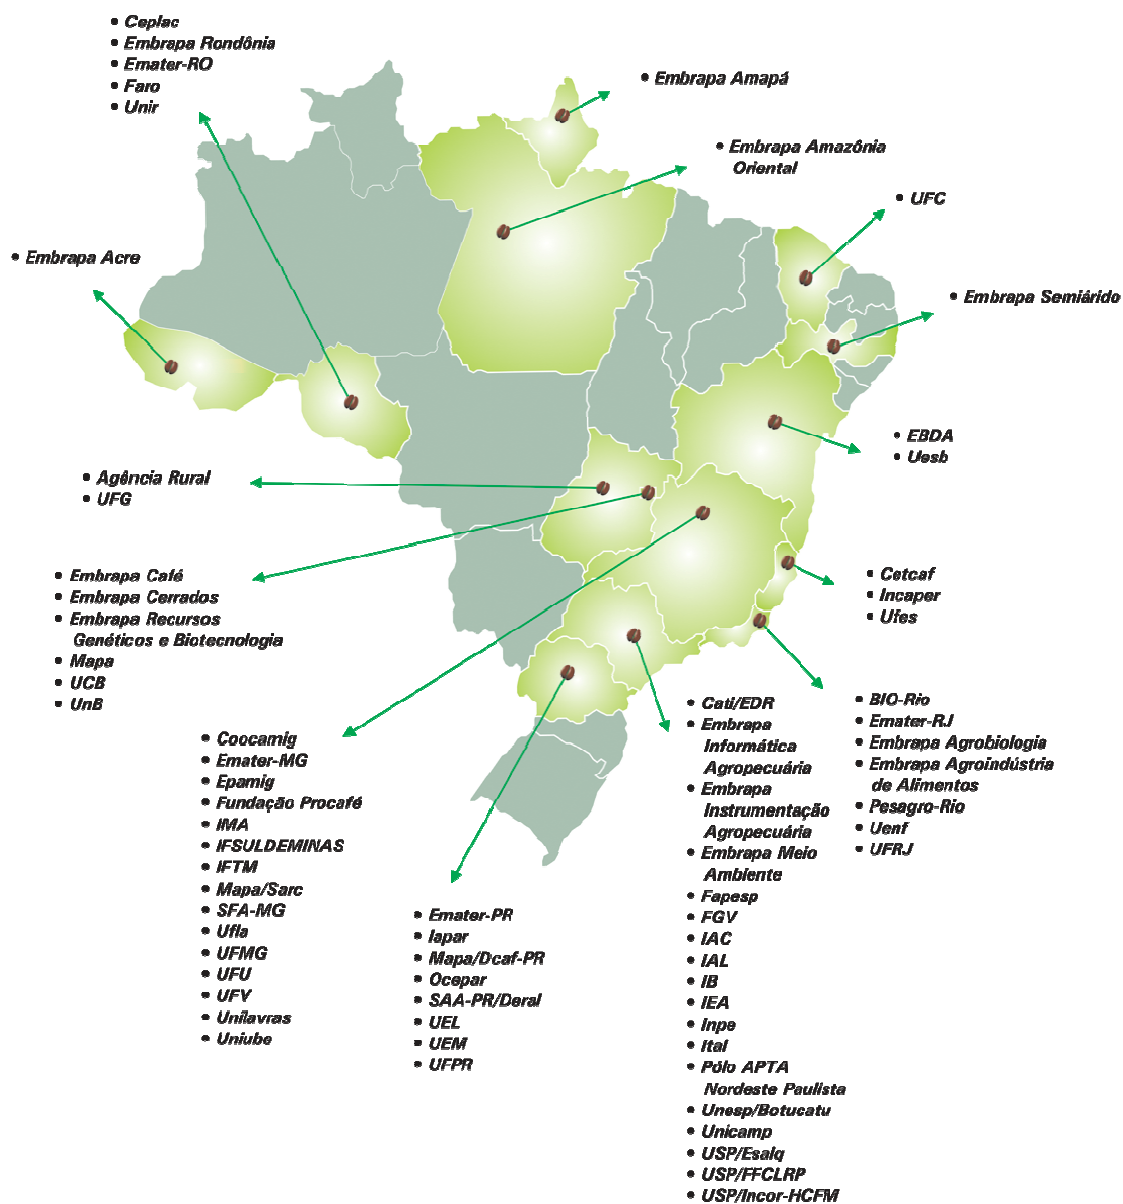 • Ceplac
• Embrapa Rondônia
• Emater-RO
• Faro
• Unir
• Embrapa Amapá
• Embrapa Amazônia
Oriental
• UFC
• Embrapa Acre
• Embrapa Semiárido
• EBDA
• Uesb
• Agência Rural
• UFG
• Embrapa Café
• Embrapa Cerrados
• Embrapa Recursos
Genéticos e Biotecnologia
• Mapa
• UCB
• UnB
• Cetcaf
• Incaper
• Ufes
• BIO-Rio
• Emater-RJ
• Embrapa Agrobiologia
• Embrapa Agroindústria
de Alimentos
• Pesagro-Rio
• Uenf
• UFRJ
• Coocamig
• Emater-MG
• Epamig
• Fundação Procafé
• IMA
• IFSULDEMINAS
• IFTM
• Mapa/Sarc
• SFA-MG
• Ufla
• UFMG
• UFU
• UFV
• Unilavras
• Uniube
• Emater-PR
• Iapar
• Mapa/Dcaf-PR
• Ocepar
• SAA-PR/Deral
• UEL
• UEM
• UFPR
• Cati/EDR
• Embrapa
Informática
Agropecuária
• Embrapa
Instrumentação
Agropecuária
• Embrapa Meio
Ambiente
• Fapesp
• FGV
• IAC
• IAL
• IB
• IEA
• Inpe
• Ital
• Pólo APTA
Nordeste Paulista
• Unesp/Botucatu
• Unicamp
• USP/Esalq
• USP/FFCLRP
• USP/Incor-HCFM